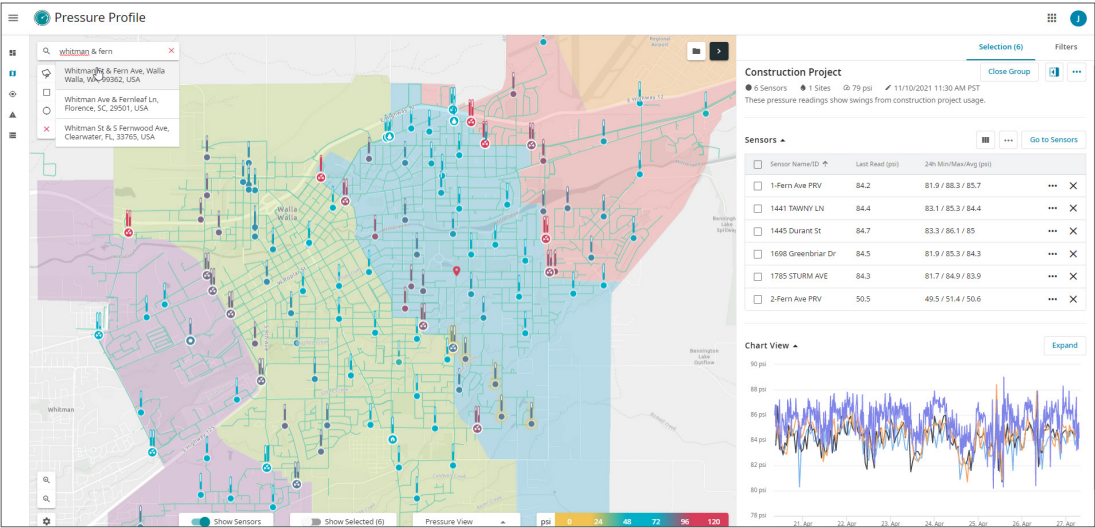 Pressure Profile
J
whitman & fern
Whitman St & Fern Ave, Walla
Walla, WA, 99362, USA
Whitman Ave & Fernleaf Ln,
Florence, SC, 29501, USA
Whitman St & S Fernwood Ave,
Clearwater, FL, 33765, USA
Regional
Airport
Walla
Walla
Bennington
Lake
Outflow
Whitman
Show Sensors
Show Selected (6)
Pressure View
psi 0 24 48 72 96 120
Selection (6)
Filters
Construction Project
Close Group
6 Sensors 1 Sites 79 psi 11/10/2021 11:30 AM PST
These pressure readings show swings from construction project usage.
Sensors
Go to Sensors
Sensor Name/ID Last Read (psi) 24h Min/Max/Avg (psi)
1-Fern Ave PRV 84.2 81.9 / 88.3 / 85.7
1441 TAWNY LN 84.4 83.1 / 85.3 / 84.4
1445 Durant St 84.7 83.3 / 86.1 / 85
1698 Greenbriar Dr 84.5 81.9 / 85.3 / 84.3
1785 STURM AVE 84.3 81.7 / 84.9 / 83.9
2-Fern Ave PRV 50.5 49.5 / 51.4 / 50.6
Chart View
Expand
90 psi
88 psi
86 psi
84 psi
82 psi
80 psi
78 psi
21. Apr 22. Apr 23. Apr 24. Apr 25. Apr 26. Apr 27. Apr